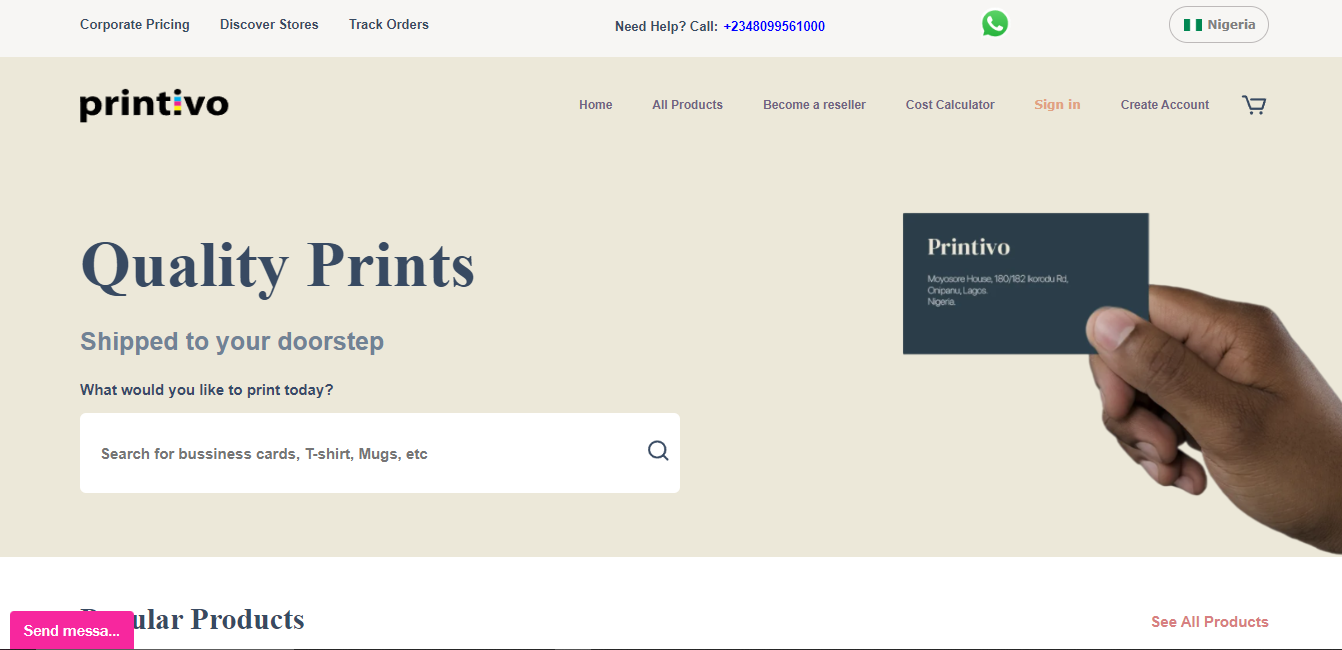 Corporate Pricing Discover Stores Track Orders Need Help? Call: +2348099561000 Nigeria
printivo Home All Products Become a reseller Cost Calculator Sign in Create Account
Quality Prints
Shipped to your doorstep
What would you like to print today?
Search for bussiness cards, T-shirt, Mugs, etc
Printivo
Moyosore House, 180/182 Ikorodu Rd,
Onipanu, Lagos.
Nigeria.
Popular Products See All Products
Send messa...